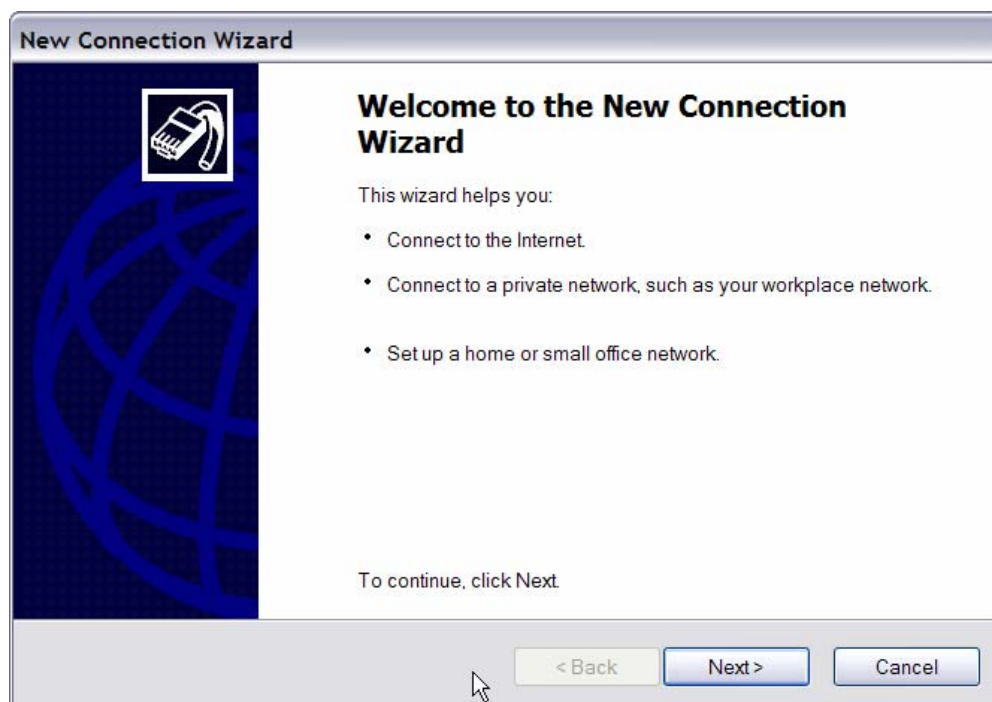 New Connection Wizard
Welcome to the New Connection
Wizard
This wizard helps you:
• Connect to the Internet.
• Connect to a private network, such as your workplace network.
• Set up a home or small office network.
To continue, click Next.
< Back
Next >
Cancel